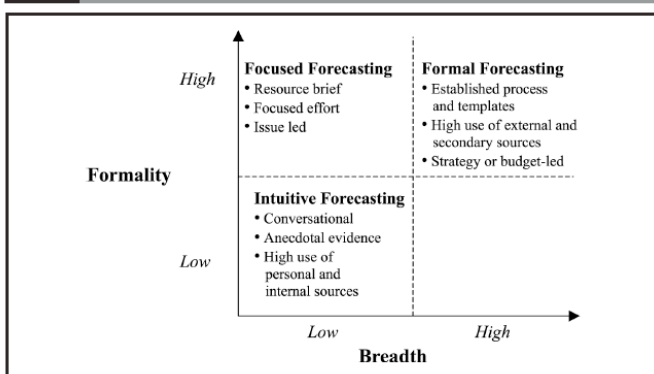 High
Formality
Low
Focused Forecasting
• Resource brief
• Focused effort
• Issue led
Formal Forecasting
• Established process
and templates
• High use of external and
secondary sources
• Strategy or budget-led
Intuitive Forecasting
• Conversational
• Anecdotal evidence
• High use of
personal and
internal sources
Low
High
Breadth